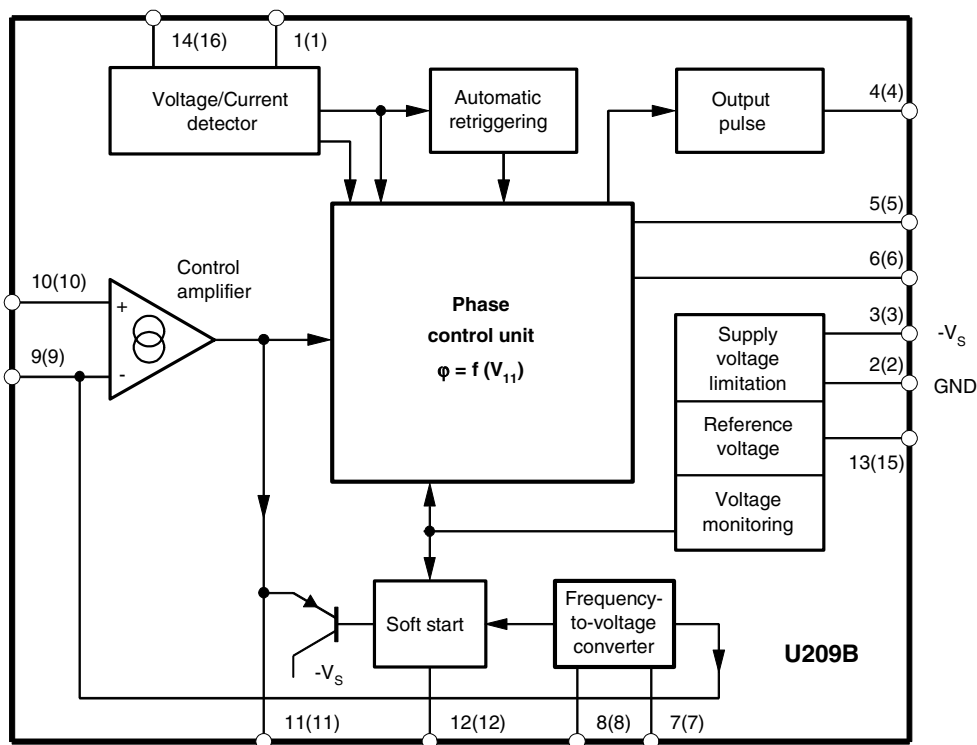 14(16)
1(1)
Voltage/Current
detector
Automatic
retriggering
Output
pulse
4(4)
5(5)
6(6)
10(10)
Control
amplifier
+
9(9)
-
Phase
control unit
φ = f (V11)
Supply
voltage
limitation
3(3)
-VS
2(2)
GND
Reference
voltage
13(15)
Voltage
monitoring
Soft start
-VS
Frequency-
to-voltage
converter
U209B
11(11)
12(12)
8(8)
7(7)